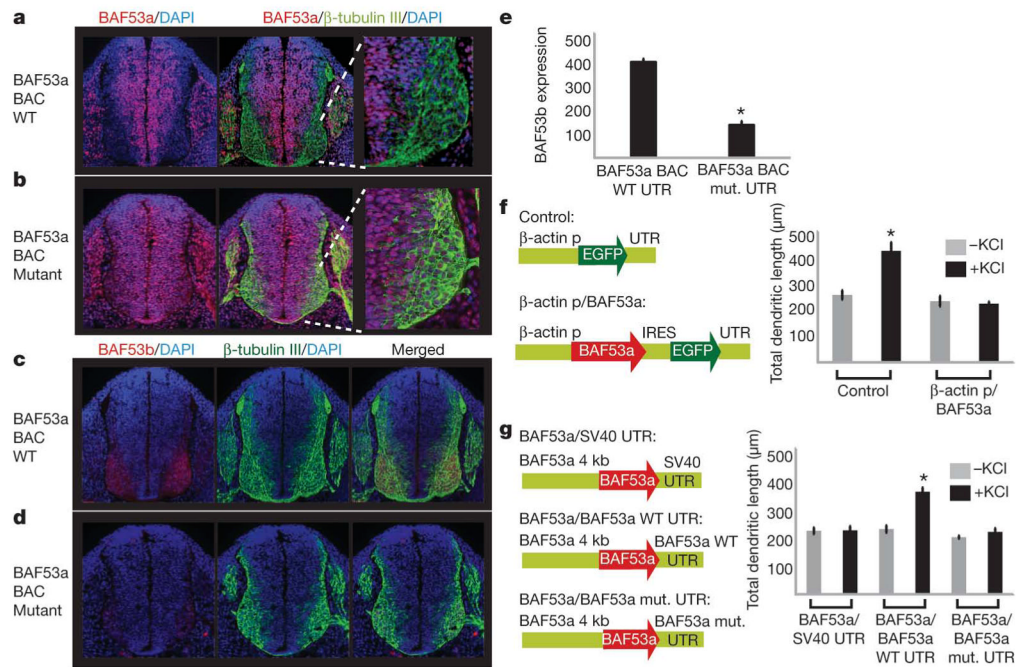 a
BAF53a/DAPI
BAF53a/β-tubulin III/DAPI
BAF53a
BAC
WT
b
BAF53a
BAC
Mutant
BAF53b/DAPI
β-tubulin III/DAPI
Merged
c
BAF53a
BAC
WT
d
BAF53a
BAC
Mutant
e
BAF53b expression
500
400
300
200
100
*
BAF53a BAC
WT UTR
BAF53a BAC
mut. UTR
f
Control:
β-actin p
UTR
EGFP
β-actin p/BAF53a:
β-actin p
IRES
UTR
BAF53a
EGFP
Total dendritic length (μm)
500
400
300
200
100
*
–KCl
+KCl
Control
β-actin p/
BAF53a
g
BAF53a/SV40 UTR:
BAF53a 4 kb
SV40
BAF53a
UTR
BAF53a/BAF53a WT UTR:
BAF53a 4 kb
BAF53a WT
BAF53a
UTR
BAF53a/BAF53a mut. UTR:
BAF53a 4 kb
BAF53a mut.
BAF53a
UTR
Total dendritic length (μm)
500
400
300
200
100
*
–KCl
+KCl
BAF53a/
SV40 UTR
BAF53a/
BAF53a
WT UTR
BAF53a/
BAF53a
mut. UTR